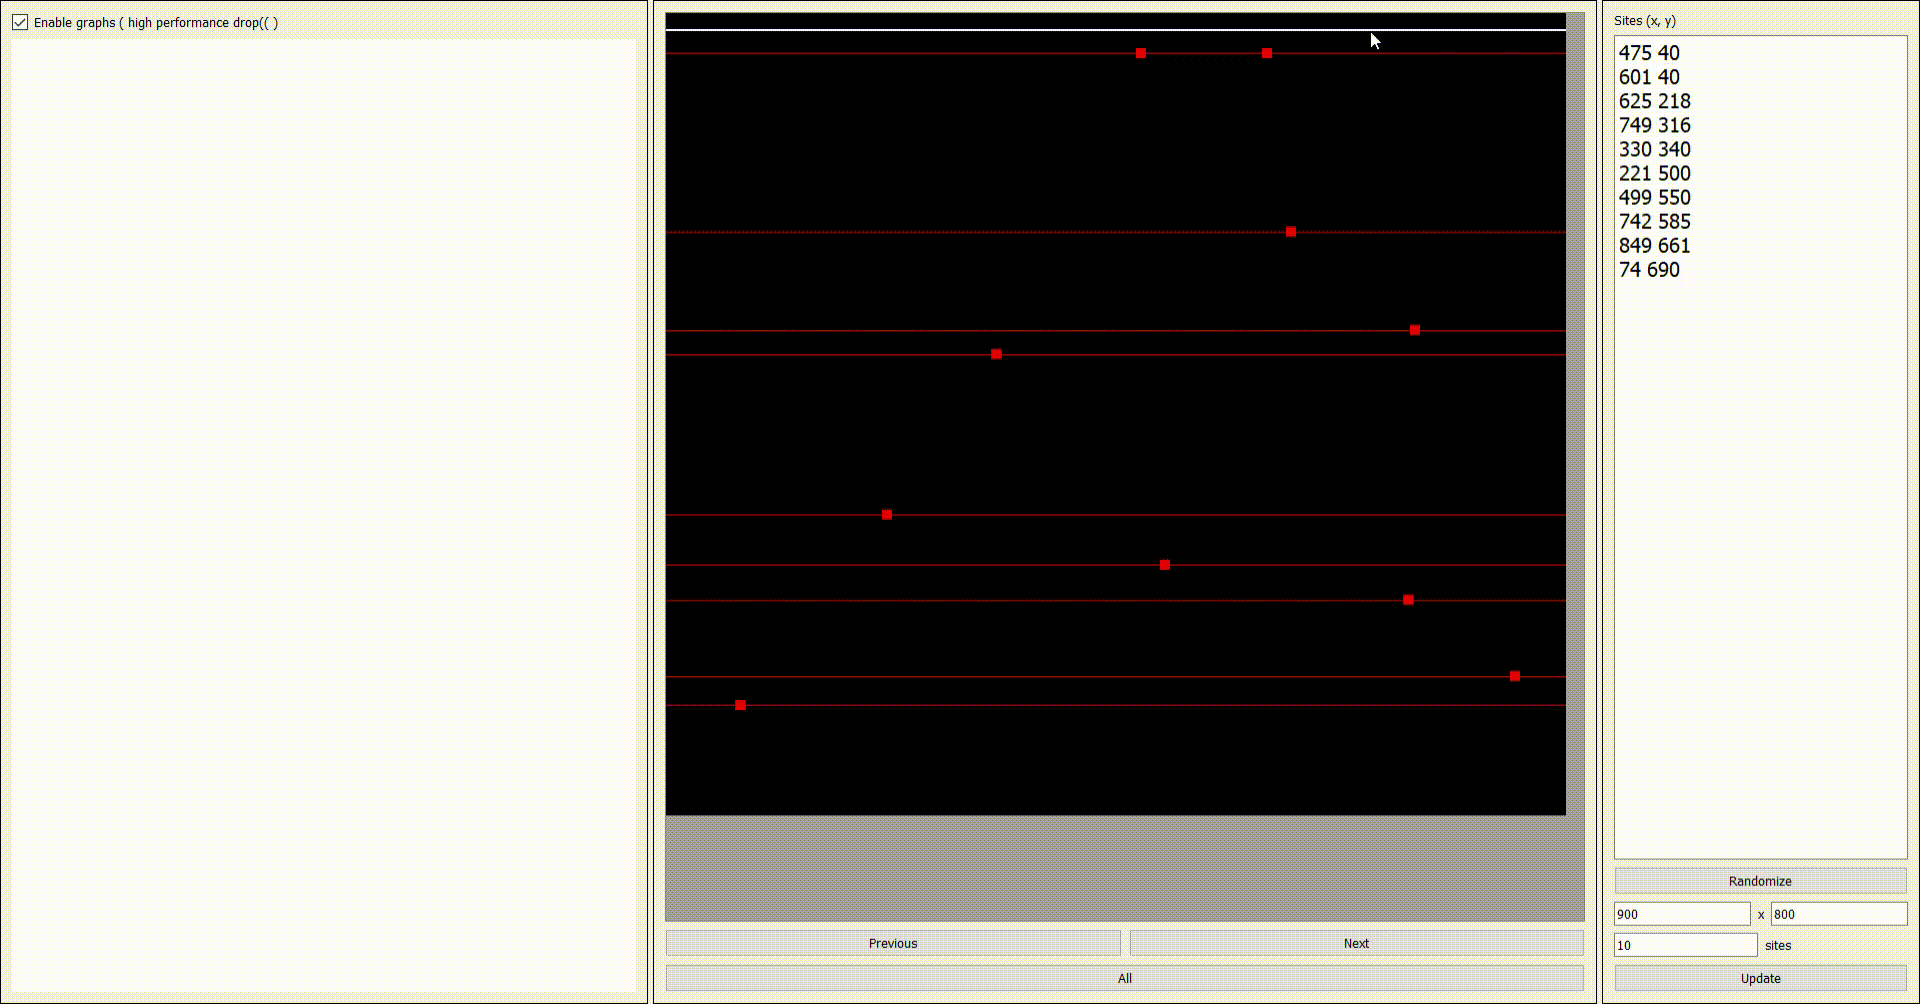 Enable graphs ( high performance drop(( )
Sites (x, y)
475 40
601 40
625 218
749 316
330 340
221 500
499 550
742 585
849 661
74 690
Randomize
900 x 800
10 sites
Previous Next
All
Update